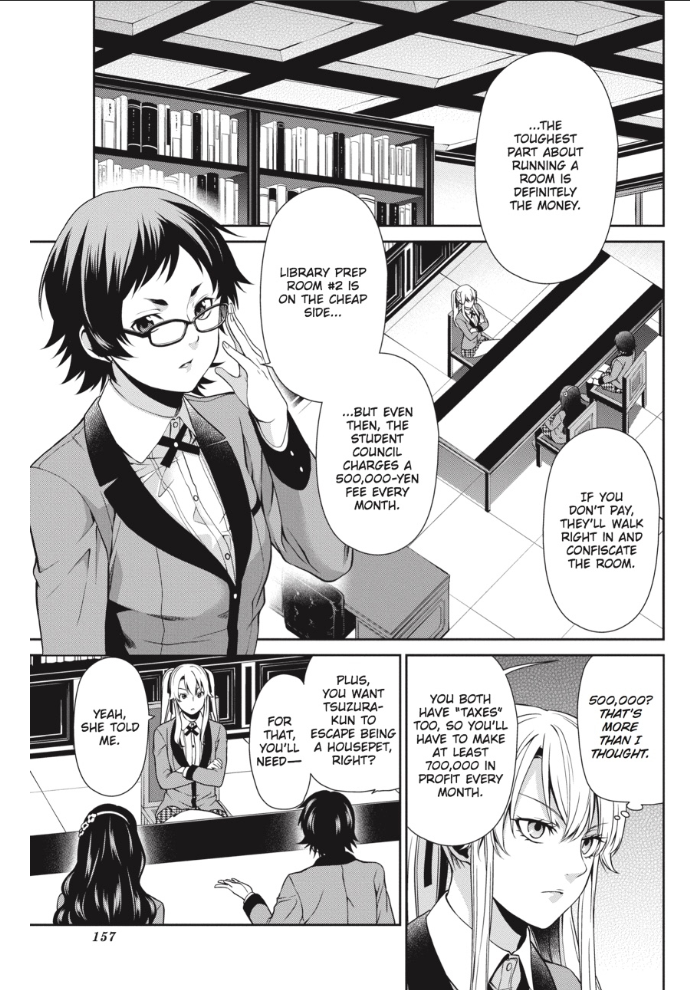 ...THE
TOUGHEST
PART ABOUT
RUNNING A
ROOM IS
DEFINITELY
THE MONEY.
LIBRARY PREP
ROOM #2 IS
ON THE CHEAP
SIDE...
...BUT EVEN
THEN, THE
STUDENT
COUNCIL
CHARGES A
500,000-YEN
FEE EVERY
MONTH.
IF YOU
DON'T PAY,
THEY'LL WALK
RIGHT IN AND
CONFISCATE
THE ROOM.
500,000?
THAT'S
MORE
THAN I
THOUGHT.
YOU BOTH
HAVE "TAXES"
TOO, SO YOU'LL
HAVE TO MAKE
AT LEAST
700,000 IN
PROFIT EVERY
MONTH.
PLUS,
YOU WANT
TSUZURA-
KUN TO
ESCAPE BEING
A HOUSEPET,
RIGHT?
FOR
THAT,
YOU'LL
NEED—
YEAH,
SHE TOLD
ME.
157